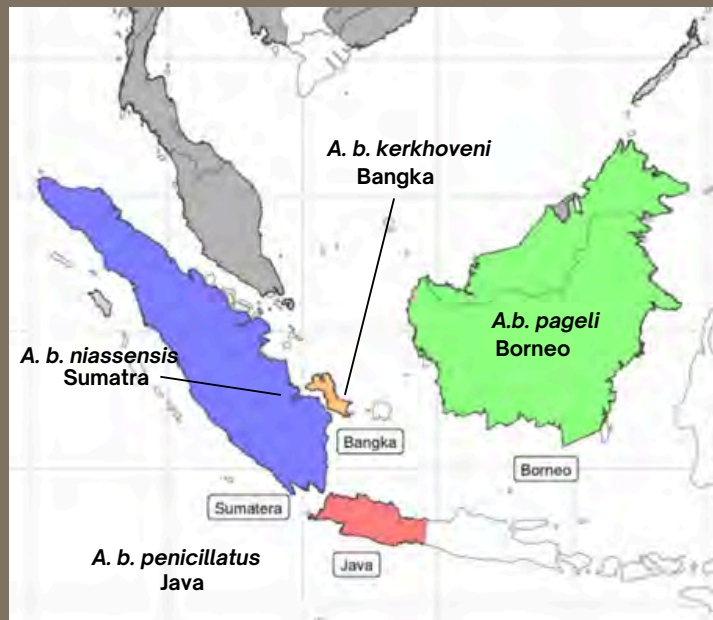 A. b. kerkhoveni
Bangka
A.b. pageli
Borneo
A. b. niassensis
Sumatra
Bangka
Borneo
Sumatera
A. b. penicillatus
Java
Java